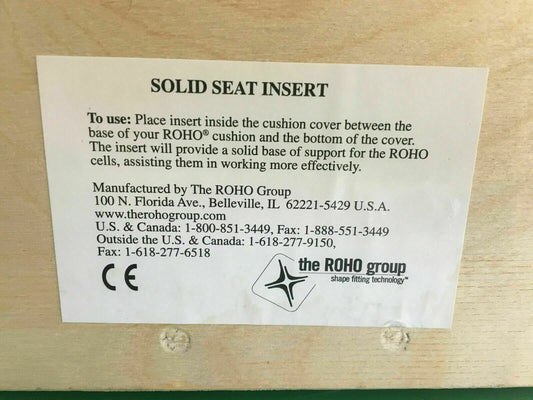 SOLID SEAT INSERT
To use: Place insert inside the cushion cover between the
base of your ROHO® cushion and the bottom of the cover.
The insert will provide a solid base of support for the ROHO
cells, assisting them in working more effectively.
Manufactured by The ROHO Group
100 N. Florida Ave., Belleville, IL 62221-5429 U.S.A.
www.therohogroup.com
U.S. & Canada: 1-800-851-3449, Fax: 1-888-551-3449
Outside the U.S. & Canada: 1-618-277-9150,
Fax: 1-618-277-6518
CE
the ROHO group
shape fitting technology™